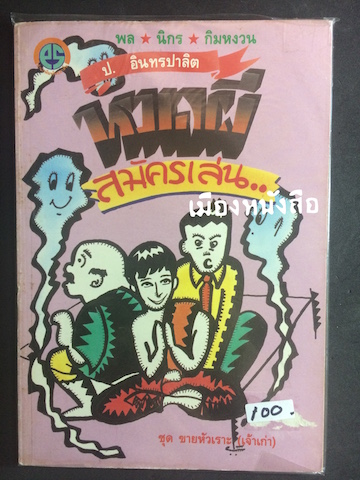 พล ★ นิกร ★ กิมหงวน
ป. อินทรปาลิต
หัวนาผี
สมัครเล่น...
เมืองหนังสือ
100.
ชุด ขายหัวเราะ (เจ้าเก่า)